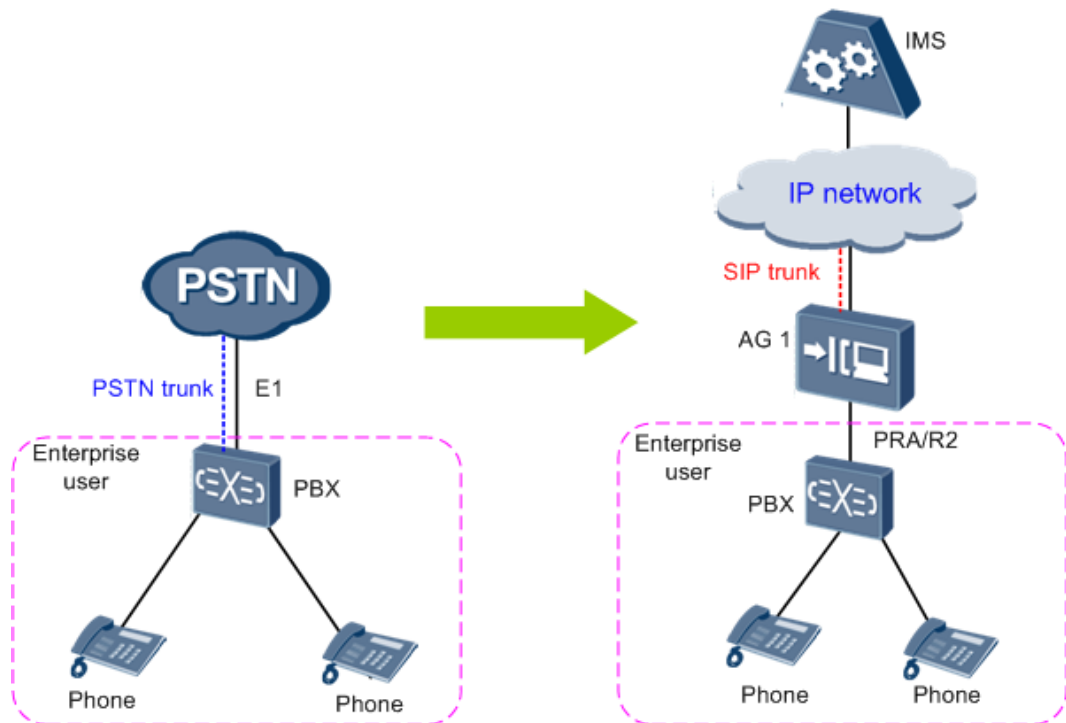 IMS
IP network
SIP trunk
AG 1
PSTN
PSTN trunk
E1
Enterprise
user
PBX
Phone
Phone
PRA/R2
Enterprise
user
PBX
Phone
Phone